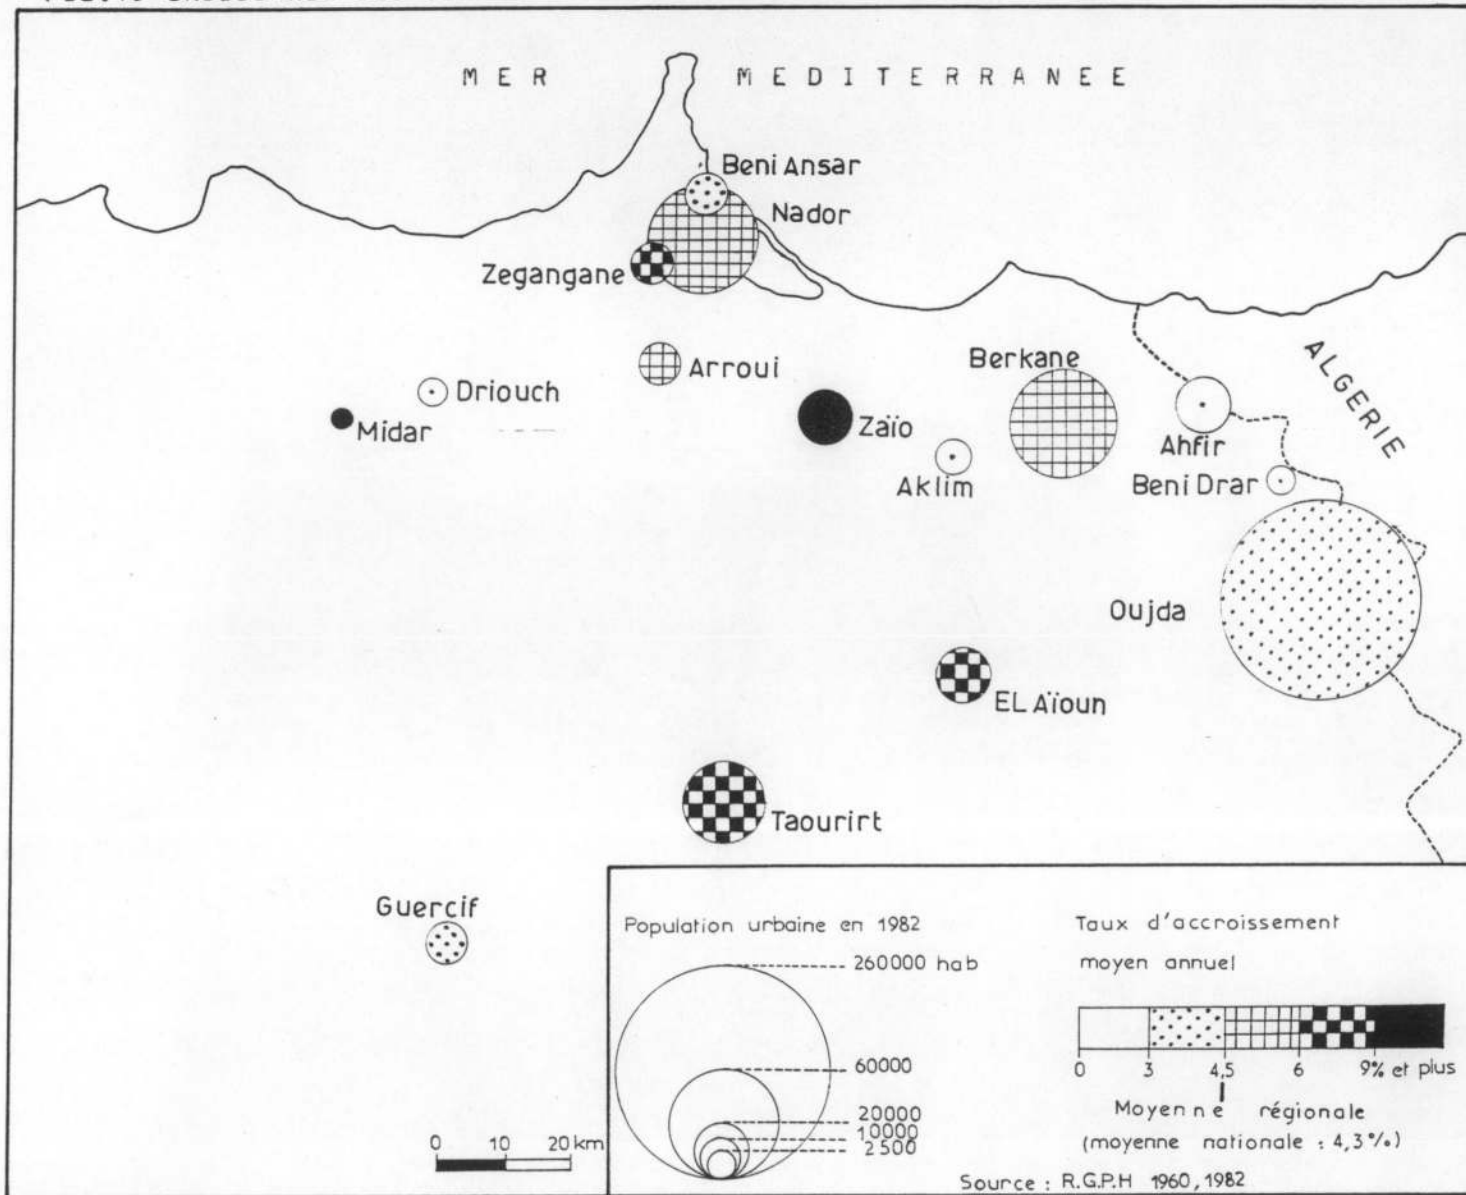 MER MEDITERRANEE
Beni Ansar
Nador
Zegangane
Arroui
Berkane
ALGERIE
Driouch
Midar
Zaïo
Ahfir
Aklim
Beni Drar
Oujda
EL Aïoun
Taourirt
Guercif
Population urbaine en 1982
260000 hab
60000
20000
10000
2500
0 10 20 km
Taux d'accroissement
moyen annuel
0 3 4,5 6 9% et plus
Moyenne régionale
(moyenne nationale : 4,3%)
Source : R.G.P.H 1960, 1982